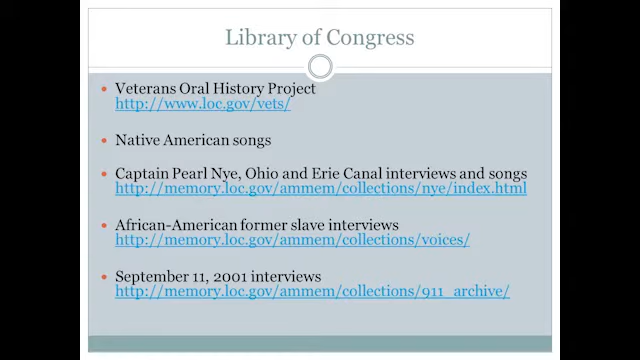 Library of Congress
Veterans Oral History Project
http://www.loc.gov/vets/
Native American songs
Captain Pearl Nye, Ohio and Erie Canal interviews and songs
http://memory.loc.gov/ammem/collections/nye/index.html
African-American former slave interviews
http://memory.loc.gov/ammem/collections/voices/
September 11, 2001 interviews
http://memory.loc.gov/ammem/collections/911_archive/